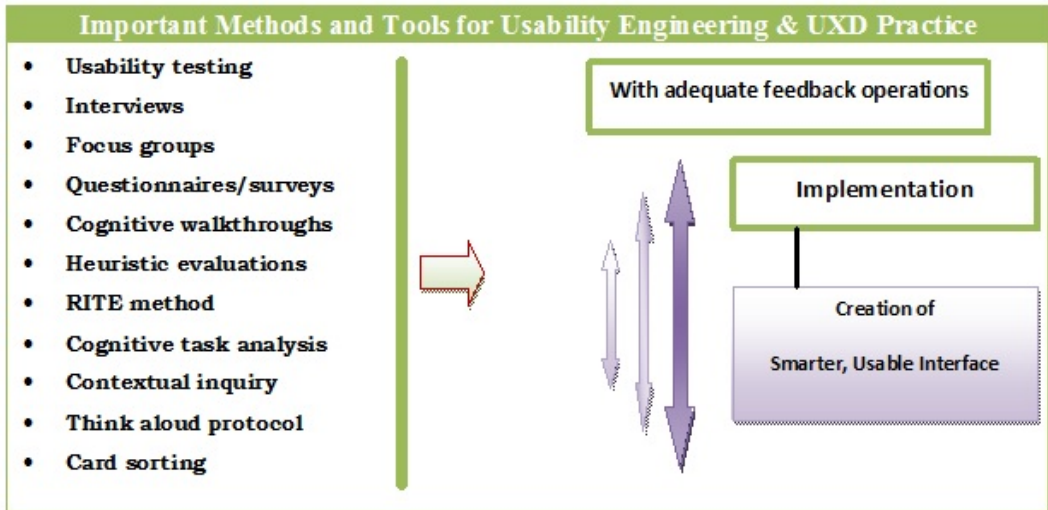 Important Methods and Tools for Usability Engineering & UXD Practice
• Usability testing
• Interviews
• Focus groups
• Questionnaires/surveys
• Cognitive walkthroughs
• Heuristic evaluations
• RITE method
• Cognitive task analysis
• Contextual inquiry
• Think aloud protocol
• Card sorting
With adequate feedback operations
Implementation
Creation of
Smarter, Usable Interface